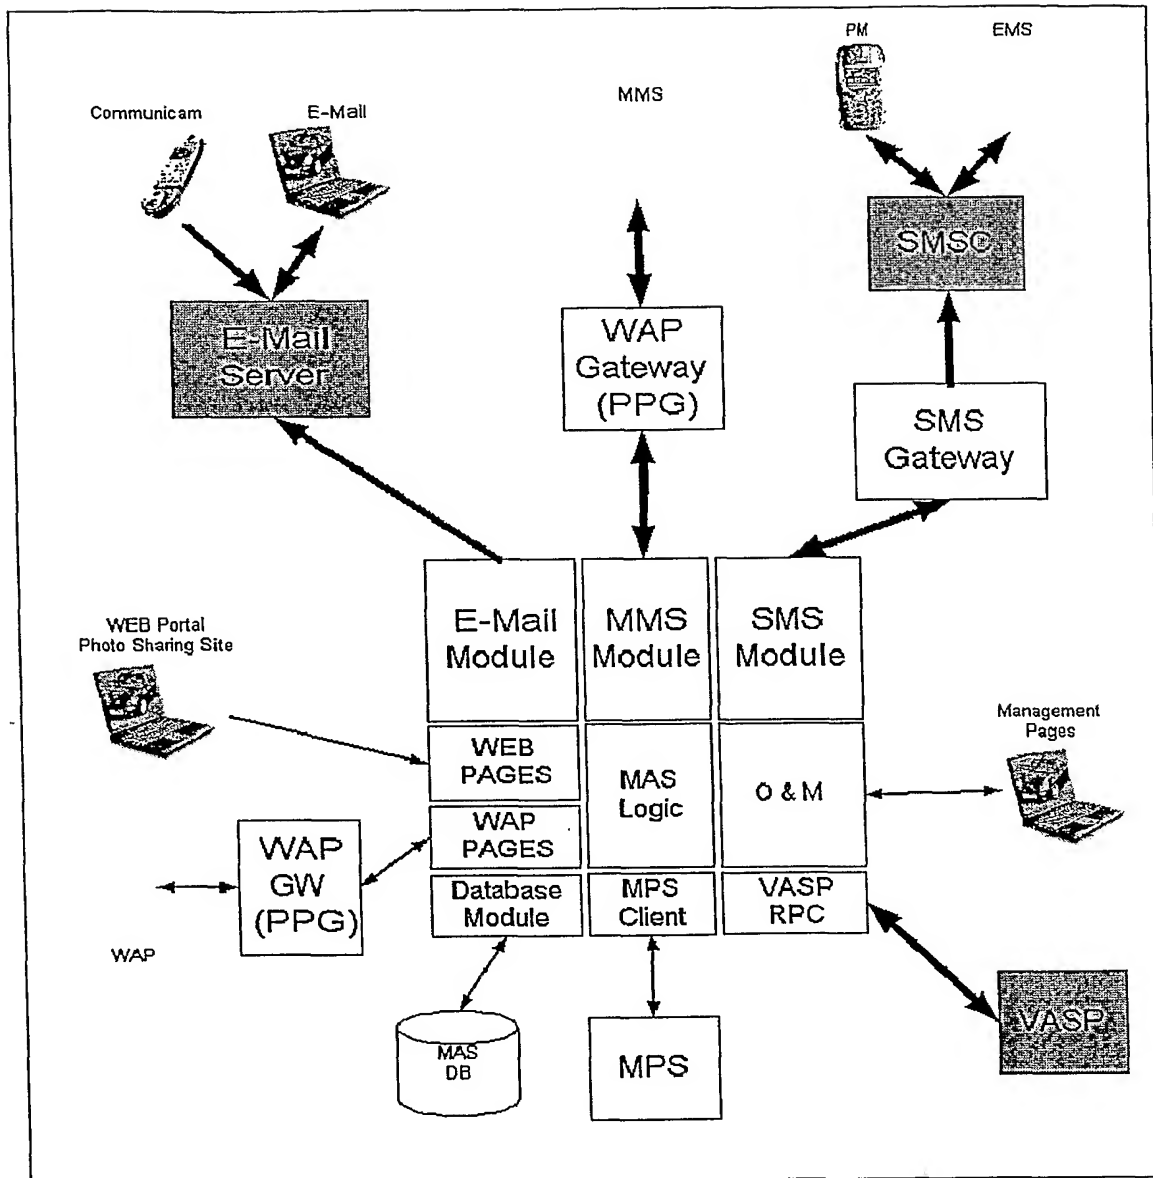 PM
EMS
MMS
Communicam
E-Mail
SMSC
E-Mail
Server
WAP
Gateway
(PPG)
SMS
Gateway
E-Mail
Module
MMS
Module
SMS
Module
WEB Portal
Photo Sharing Site
WEB
PAGES
MAS
Logic
O & M
Management
Pages
WAP
PAGES
WAP
GW
(PPG)
WAP
Database
Module
MPS
Client
VASP
RPC
VASP
MAS
DB
MPS